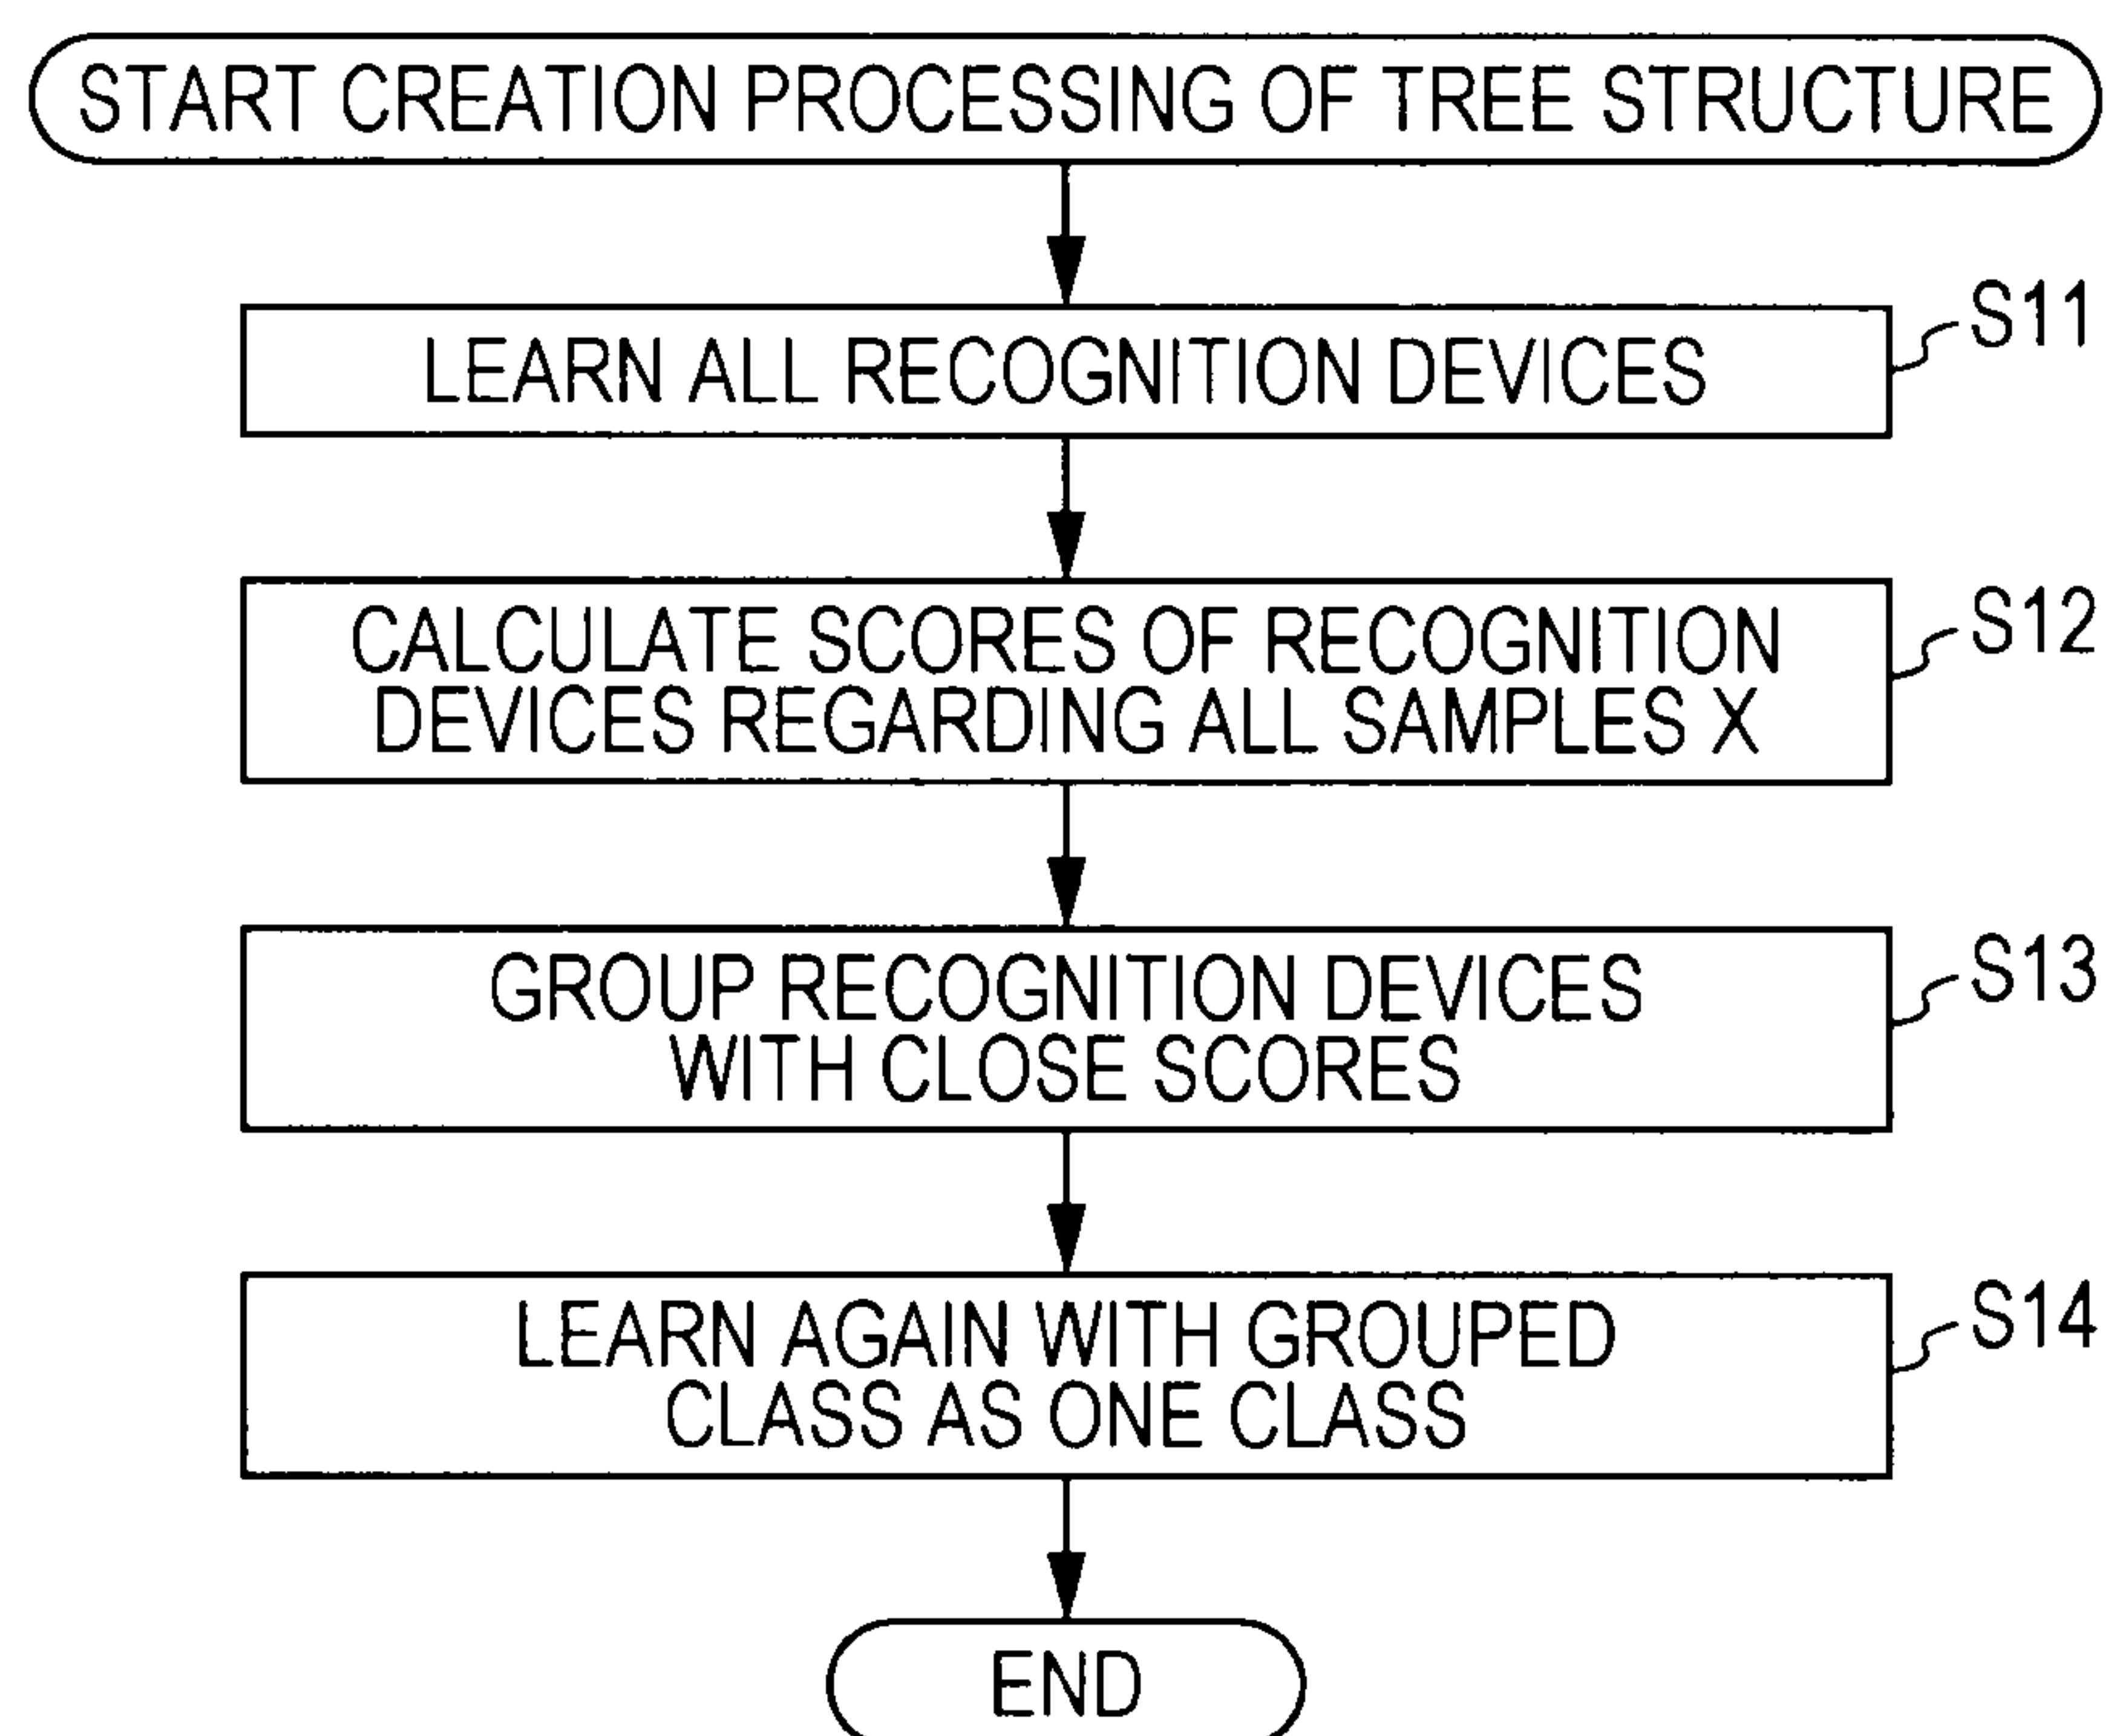 START CREATION PROCESSING OF TREE STRUCTURE
LEARN ALL RECOGNITION DEVICES
S11
CALCULATE SCORES OF RECOGNITION
DEVICES REGARDING ALL SAMPLES X
S12
GROUP RECOGNITION DEVICES
WITH CLOSE SCORES
S13
LEARN AGAIN WITH GROUPED
CLASS AS ONE CLASS
S14
END